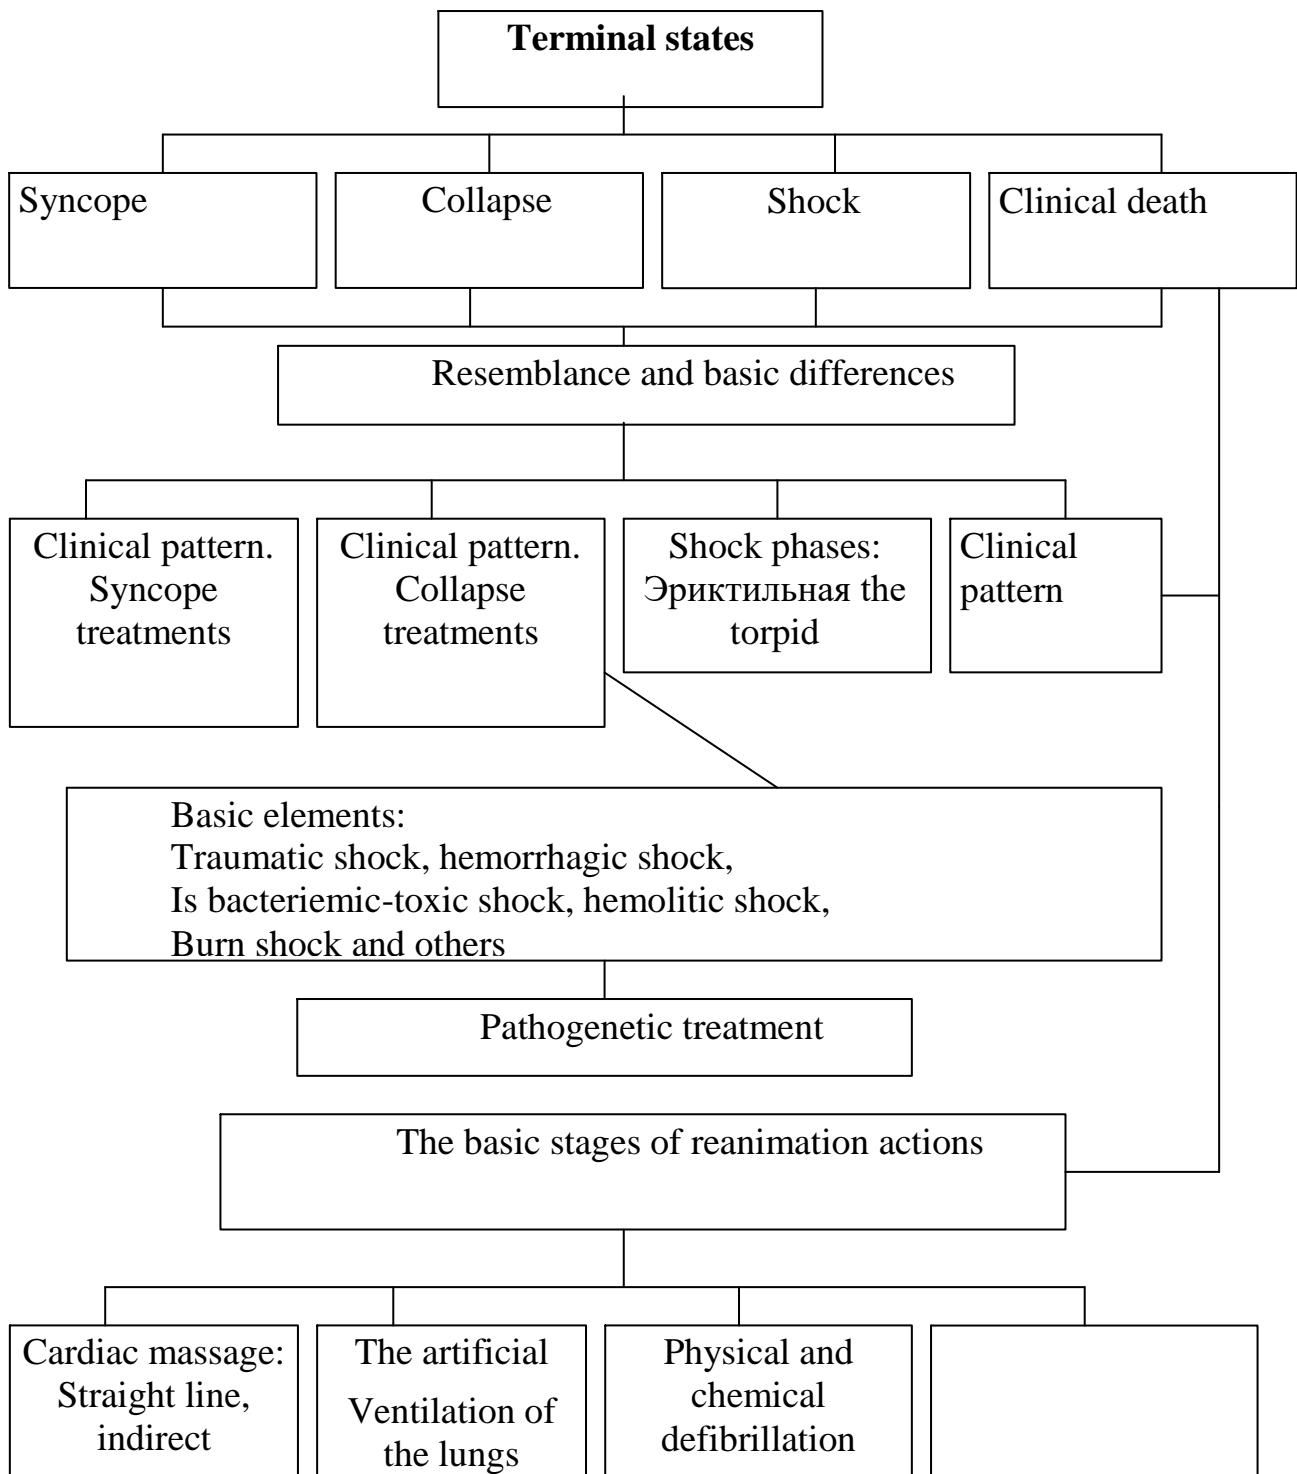 Terminal states
Syncope
Collapse
Shock
Clinical death
Resemblance and basic differences
Clinical pattern.
Syncope
treatments
Clinical pattern.
Collapse
treatments
Shock phases:
Эриктильная the
torpid
Clinical
pattern
Basic elements:
Traumatic shock, hemorrhagic shock,
Is bacteriemic-toxic shock, hemolitic shock,
Burn shock and others
Pathogenetic treatment
The basic stages of reanimation actions
Cardiac massage:
Straight line,
indirect
The artificial
Ventilation of
the lungs
Physical and
chemical
defibrillation